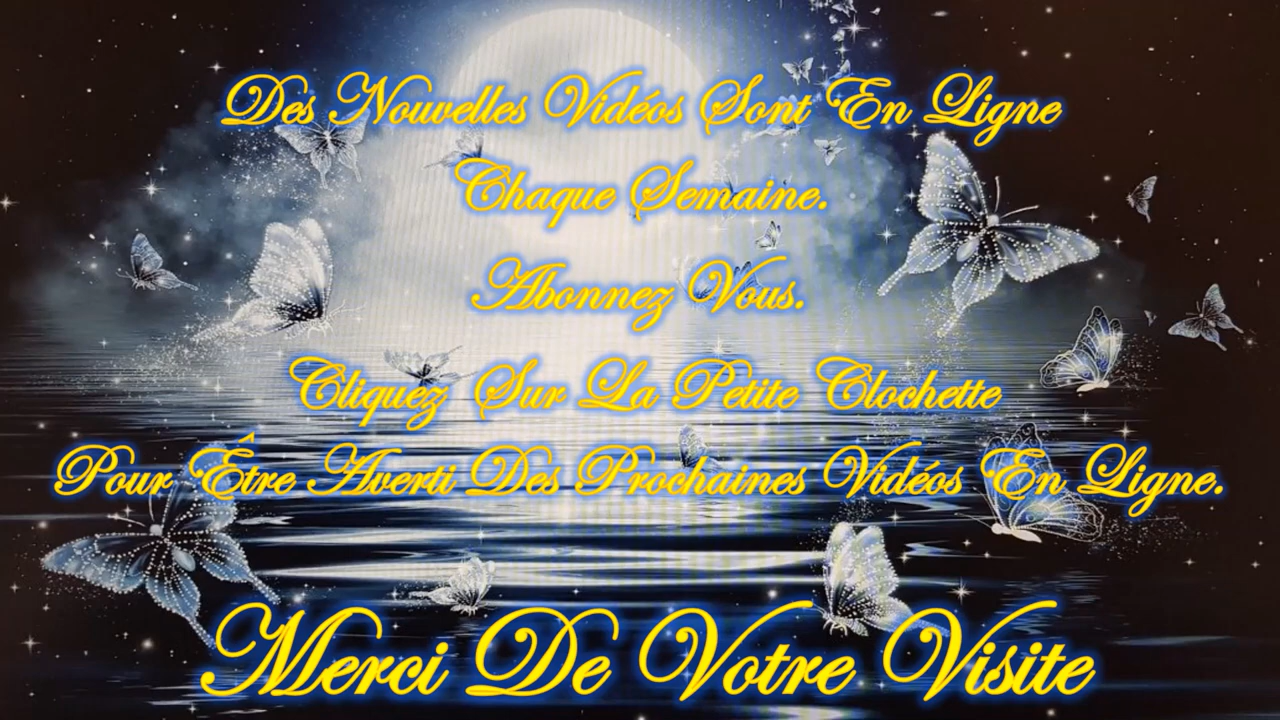 Des Nouvelles Vidéos Sont En Ligne
Chaque Semaine.
Abonnez Vous.
Cliquez Sur La Petite Clochette
Pour Être Averti Des Prochaines Vidéos En Ligne.
Merci De Votre Visite